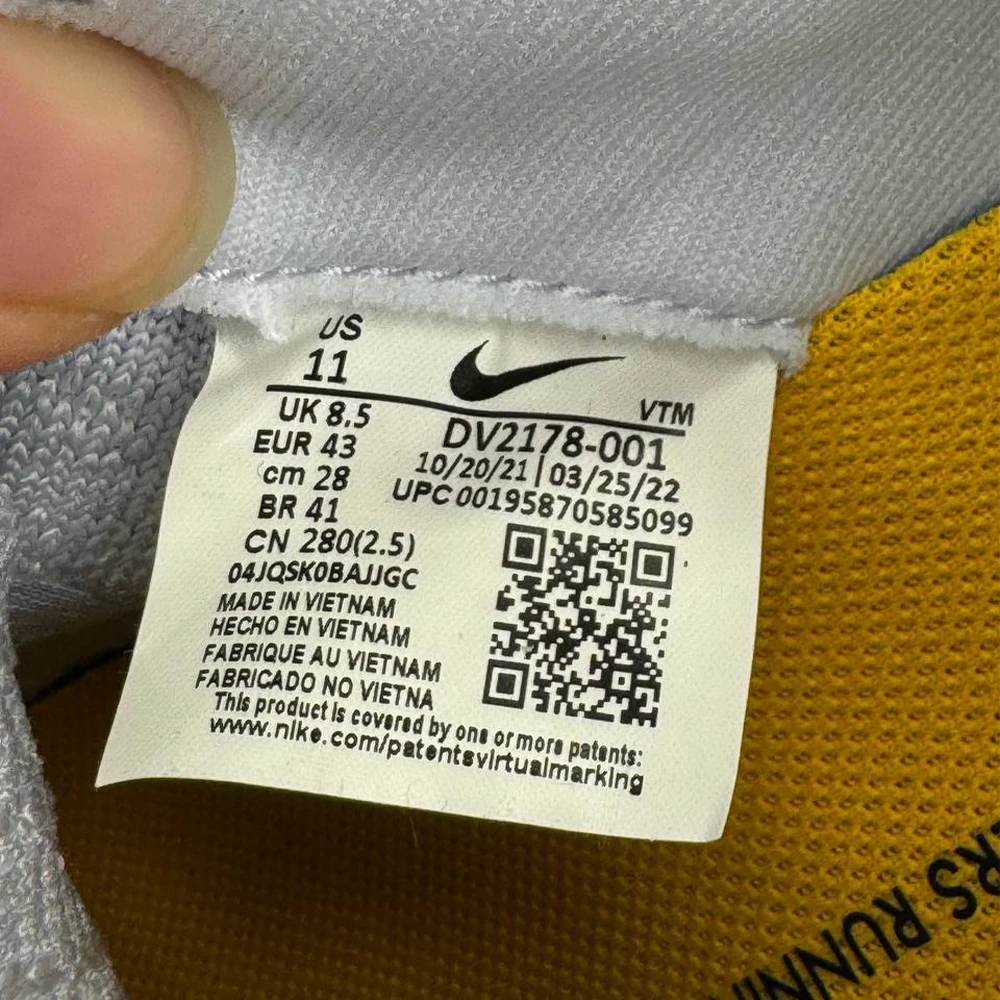 US
11
VTM
UK 8.5
EUR 43
cm 28
BR 41
CN 280(2.5)
04JQSK0BAJJGC
DV2178-001
10/20/21 | 03/25/22
UPC 00195870585099
MADE IN VIETNAM
HECHO EN VIETNAM
FABRIQUE AU VIETNAM
FABRICADO NO VIETNA
This product is covered by one or more patents:
www.nike.com/patentsvirtualmarking